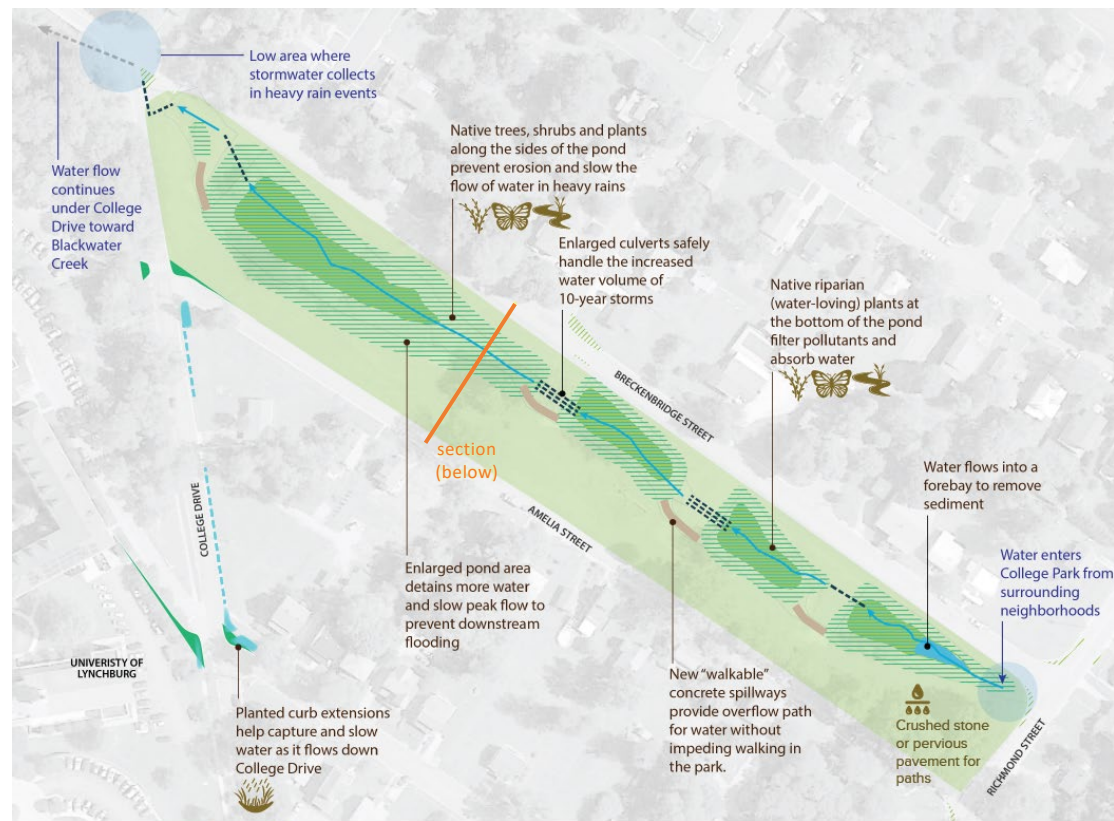 Low area where
stormwater collects
in heavy rain events
Native trees, shrubs and plants
along the sides of the pond
prevent erosion and slow the
flow of water in heavy rains
Water flow
continues
under College
Drive toward
Blackwater
Creek
Enlarged culverts safely
handle the increased
water volume of
10-year storms
Native riparian
(water-loving) plants at
the bottom of the pond
filter pollutants and
absorb water
BRECKENBRIDGE STREET
section
(below)
Water flows into a
forebay to remove
sediment
COLLEGE DRIVE
AMELIA STREET
Enlarged pond area
detains more water
and slow peak flow to
prevent downstream
flooding
Water enters
College Park from
surrounding
neighborhoods
UNIVERISTY OF
LYNCHBURG
New “walkable”
concrete spillways
provide overflow path
for water without
impeding walking in
the park.
Planted curb extensions
help capture and slow
water as it flows down
College Drive
Crushed stone
or pervious
pavement for
paths
RICHMOND STREET